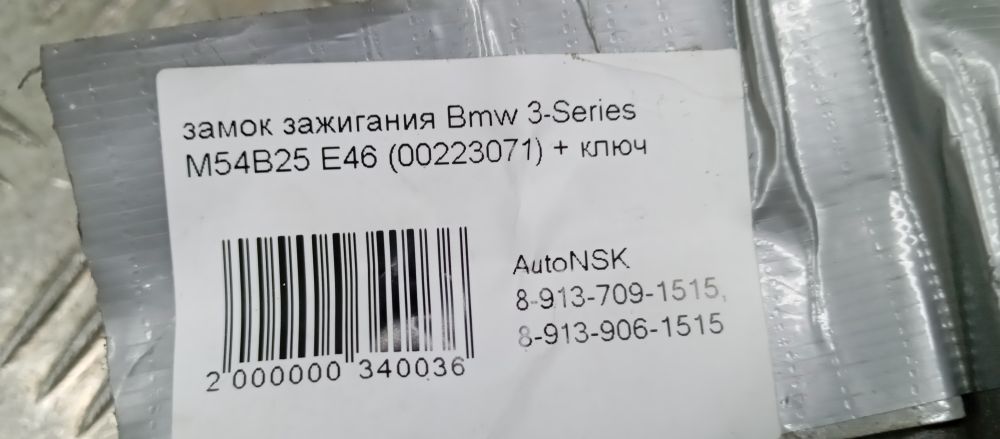 замок зажигания Bmw 3-Series
M54B25 E46 (00223071) + ключ
AutoNSK
8-913-709-1515,
8-913-906-1515
2 000000 340036